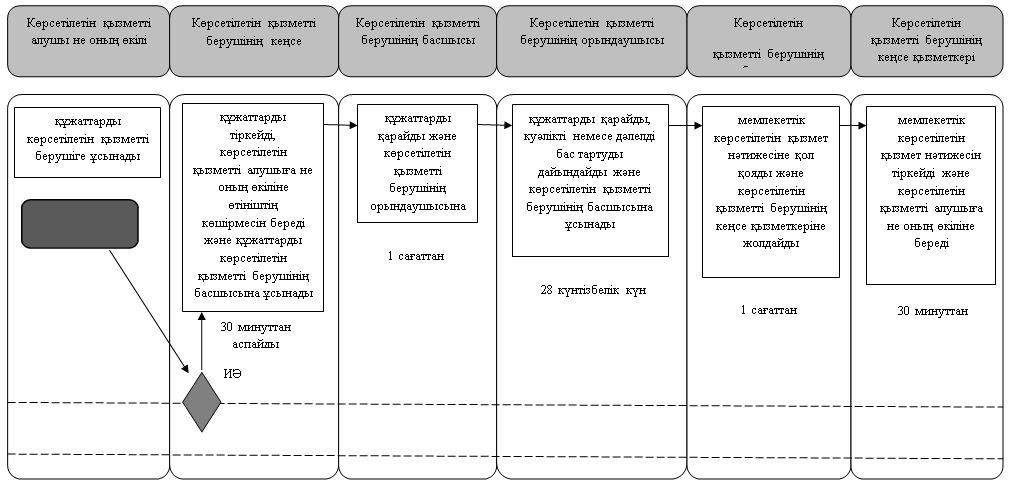 Көрсетілетін қызметті
алушы не оның өкілі
Көрсетілетін қызметті
берушінің кеңсе
Көрсетілетін қызметті
берушінің басшысы
Көрсетілетін қызметті
берушінің орындаушысы
Көрсетілетін
қызметті берушінің
Көрсетілетін
қызметті берушінің
кеңсе қызметкері
құжаттарды
көрсетілетін қызметті
берушіге ұсынады
құжаттарды
тіркейді,
көрсетілетін
қызметті алушыға не
оның өкіліне
өтініштің
көшірмесін береді
және құжаттарды
көрсетілетін
қызметті берушінің
басшысына ұсынады
30 минуттан
аспайды
ИӘ
құжаттарды
қарайды және
көрсетілетін
қызметті
берушінің
орындаушысына
1 сағаттан
құжаттарды қарайды,
куәлікті немесе дәлелді
бас тартуды
дайындайды және
көрсетілетін қызметті
берушінің басшысына
ұсынады
28 күнтізбелік күн
мемлекеттік
көрсетілетін қызмет
нәтижесіне қол
қояды және
көрсетілетін
қызметті берушінің
кеңсе қызметкеріне
жолдайды
1 сағаттан
мемлекеттік
көрсетілетін
қызмет нәтижесін
тіркейді және
көрсетілетін
қызметті алушыға
не оның өкіліне
береді
30 минуттан